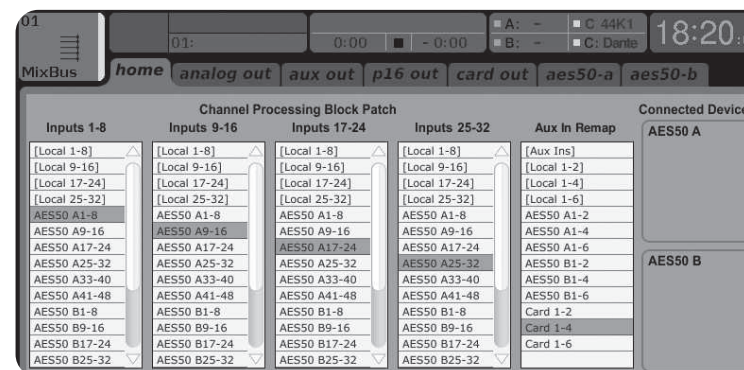 01
A: - C 44K1
18:20
01: 0:00 - 0:00 B: - C: Dante
MixBus
home analog out aux out p16 out card out aes50-a aes50-b
Channel Processing Block Patch Connected Device
Inputs 1-8 Inputs 9-16 Inputs 17-24 Inputs 25-32 Aux In Remap AES50 A
[Local 1-8] [Local 1-8] [Local 1-8] [Local 1-8] [Aux Ins]
[Local 9-16] [Local 9-16] [Local 9-16] [Local 9-16] [Local 1-2]
[Local 17-24] [Local 17-24] [Local 17-24] [Local 17-24] [Local 1-4]
[Local 25-32] [Local 25-32] [Local 25-32] [Local 25-32] [Local 1-6]
AES50 A1-8 AES50 A1-8 AES50 A1-8 AES50 A1-8 AES50 A1-2
AES50 A9-16 AES50 A9-16 AES50 A9-16 AES50 A9-16 AES50 A1-4
AES50 A17-24 AES50 A17-24 AES50 A17-24 AES50 A17-24 AES50 A1-6
AES50 A25-32 AES50 A25-32 AES50 A25-32 AES50 A25-32 AES50 B1-2 AES50 B
AES50 A33-40 AES50 A33-40 AES50 A33-40 AES50 A33-40 AES50 B1-4
AES50 A41-48 AES50 A41-48 AES50 A41-48 AES50 A41-48 AES50 B1-6
AES50 B1-8 AES50 B1-8 AES50 B1-8 AES50 B1-8 Card 1-2
AES50 B9-16 AES50 B9-16 AES50 B9-16 AES50 B9-16 Card 1-4
AES50 B17-24 AES50 B17-24 AES50 B17-24 AES50 B17-24 Card 1-6
AES50 B25-32 AES50 B25-32 AES50 B25-32 AES50 B25-32